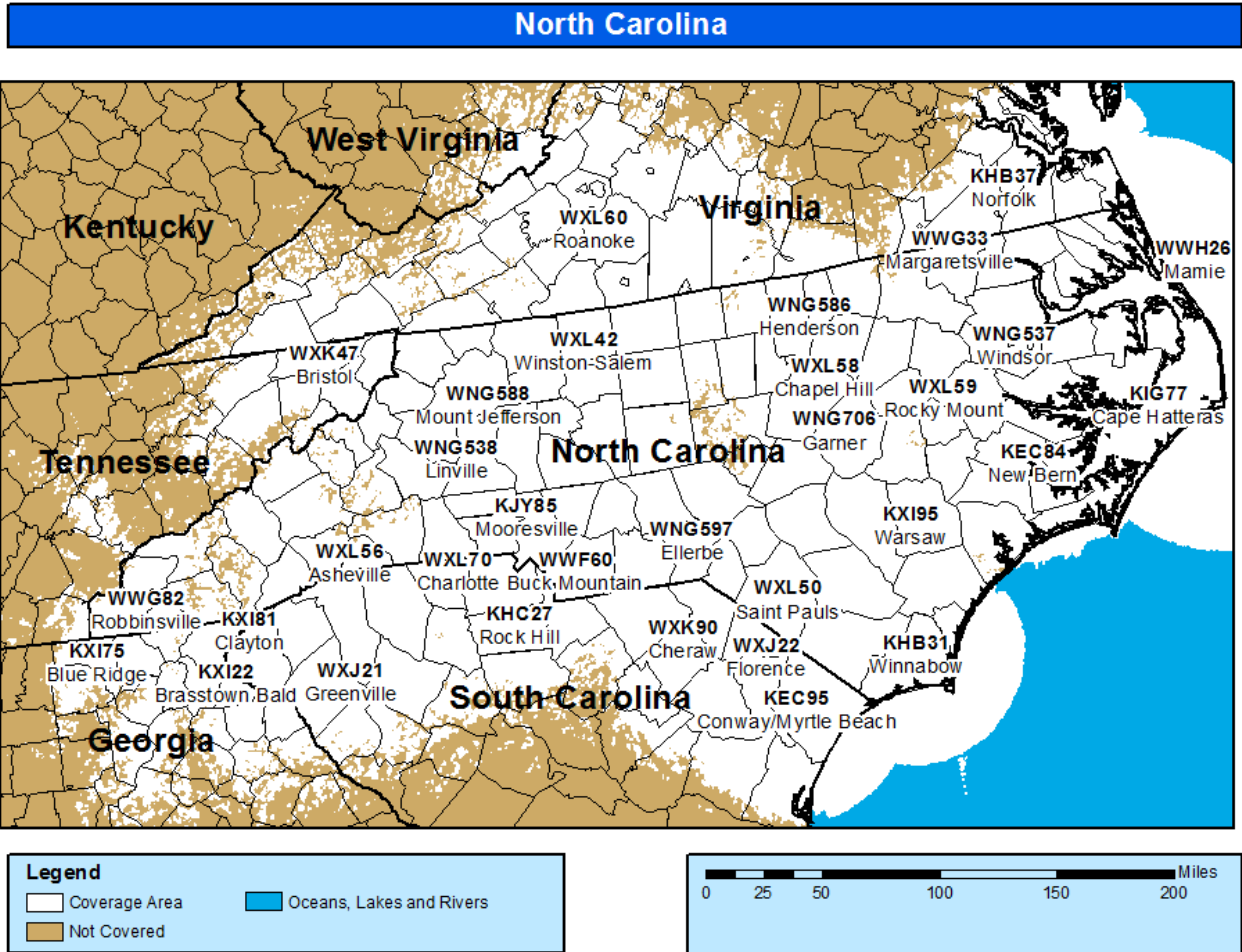 North Carolina
West Virginia
Kentucky
Virginia
KHB37
Norfolk
WXL60
Roanoke
WWG33
Margaretsville
WWH26
Mamie
WNG586
Henderson
WNG537
Windsor
WXK47
Bristol
WXL42
Winston-Salem
WXL58
Chapel Hill
WXL59
Rocky Mount
KIG77
Cape Hatteras
WNG588
Mount Jefferson
WNG706
Garner
WNG538
Linville
North Carolina
Tennessee
KEC84
New Bern
KJY85
Mooresville
WNG597
Ellerbe
KXI95
Warsaw
WXL56
Asheville
WXL70
Charlotte
WWF60
Buck Mountain
WXL50
Saint Pauls
WWG82
Robbinsville
KXI81
Clayton
KHC27
Rock Hill
WXK90
Cheraw
WXJ22
Florence
KHB31
Winnabow
KXI75
Blue Ridge
KXI22
Brasstown Bald
WXJ21
Greenville
South Carolina
KEC95
Conway/Myrtle Beach
Georgia
Legend
Coverage Area
Oceans, Lakes and Rivers
Not Covered
Miles
0 25 50 100 150 200